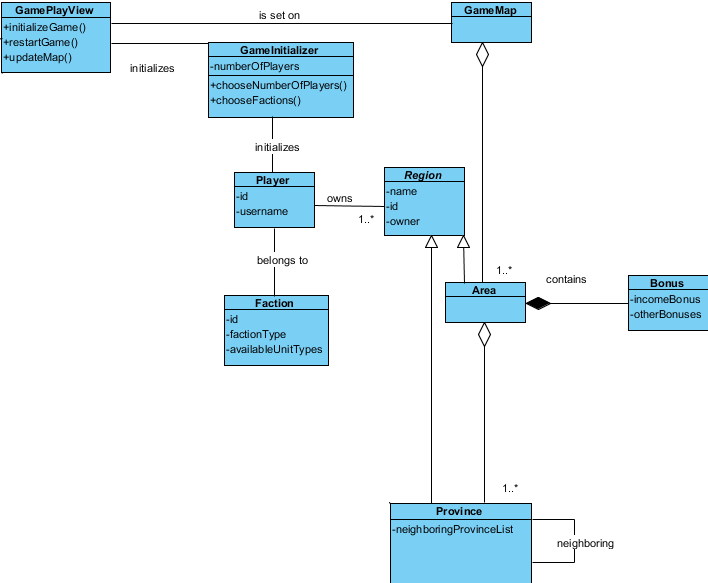 GamePlayView
+initializeGame()
+restartGame()
+updateMap()
is set on
GameMap
initializes
GameInitializer
-numberOfPlayers
+chooseNumberOfPlayers()
+chooseFactions()
initializes
Player
-id
-username
owns
1..*
Region
-name
-id
-owner
belongs to
Faction
-id
-factionType
-availableUnitTypes
1..*
Area
contains
Bonus
-incomeBonus
-otherBonuses
1..*
Province
-neighboringProvinceList
neighboring